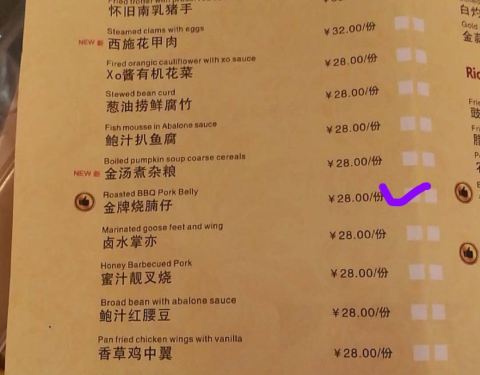 怀旧南乳猪手
Steamed clams with eggs
NEW 新 西施花甲肉 ¥32.00/份
Fired orangic cauliflower with xo sauce
Xo酱有机花菜 ¥28.00/份
Stewed bean curd
葱油捞鲜腐竹 ¥28.00/份
Fish mousse in Abalone sauce
鲍汁扒鱼腐 ¥28.00/份
Boiled pumpkin soup coarse cereals
NEW 新 金汤煮杂粮 ¥28.00/份
Roasted BBQ Pork Belly
金牌烧腩仔 ¥28.00/份
Marinated goose feet and wing
卤水掌亦 ¥28.00/份
Honey Barbecued Pork
蜜汁靓叉烧 ¥28.00/份
Broad bean with abalone sauce
鲍汁红腰豆 ¥28.00/份
Pan fried chicken wings with vanilla
香草鸡中翼 ¥28.00/份